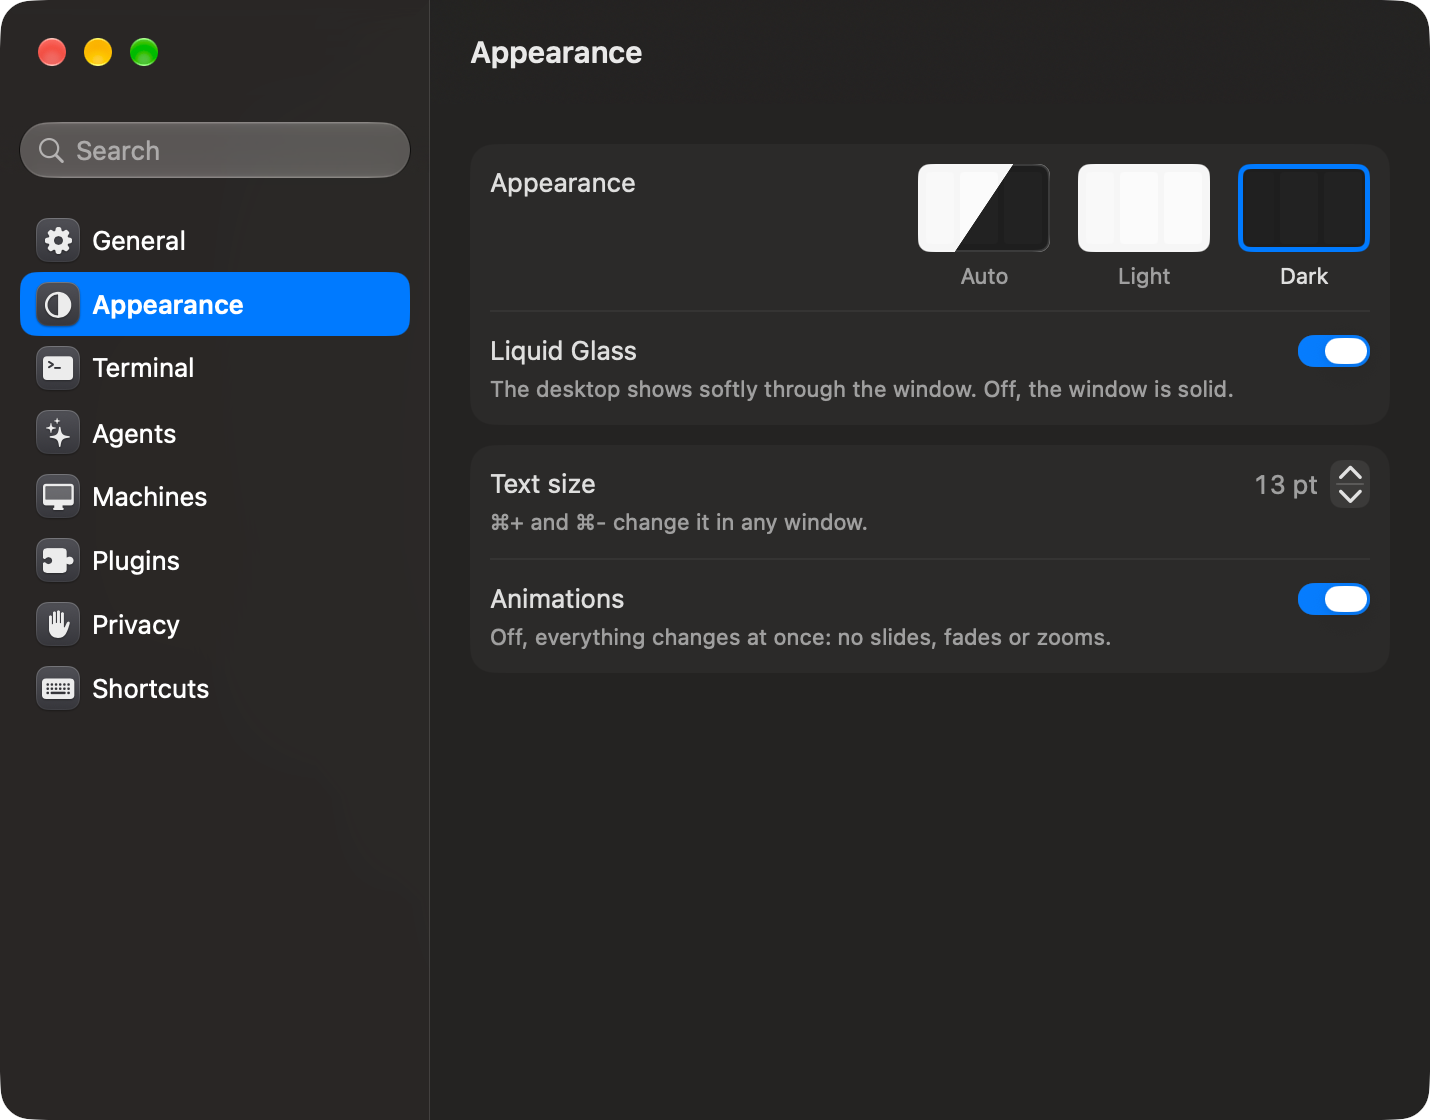 Appearance
Search
General
Appearance
Terminal
Agents
Machines
Plugins
Privacy
Shortcuts
Appearance
Auto
Light
Dark
Liquid Glass
The desktop shows softly through the window. Off, the window is solid.
Text size
13 pt
⌘+ and ⌘- change it in any window.
Animations
Off, everything changes at once: no slides, fades or zooms.